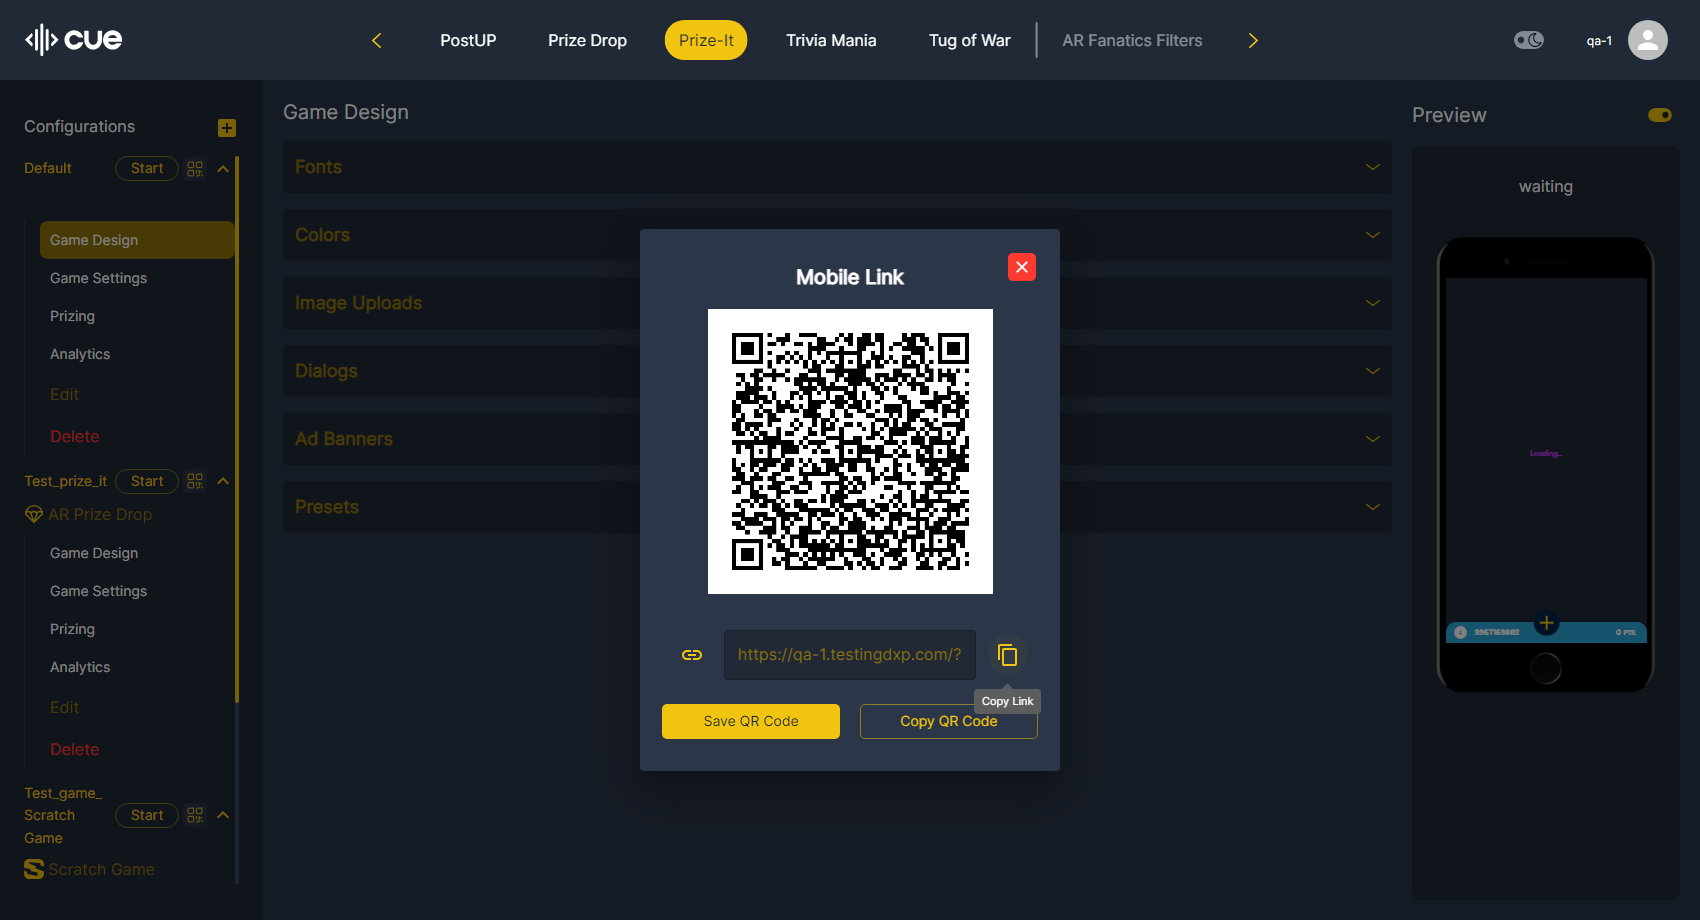 cue
PostUP
Prize Drop
Prize-It
Trivia Mania
Tug of War
AR Fanatics Filters
qa-1
Configurations
Default
Start
Game Design
Game Settings
Prizing
Analytics
Edit
Delete
Test_prize_it
Start
AR Prize Drop
Game Design
Game Settings
Prizing
Analytics
Edit
Delete
Test_game_
Scratch
Game
Start
Scratch Game
Game Design
Fonts
Colors
Image Uploads
Dialogs
Ad Banners
Presets
Mobile Link
https://qa-1.testingdxp.com/?
Copy Link
Save QR Code
Copy QR Code
Preview
waiting
Loading...
9967169882
0 PTS.